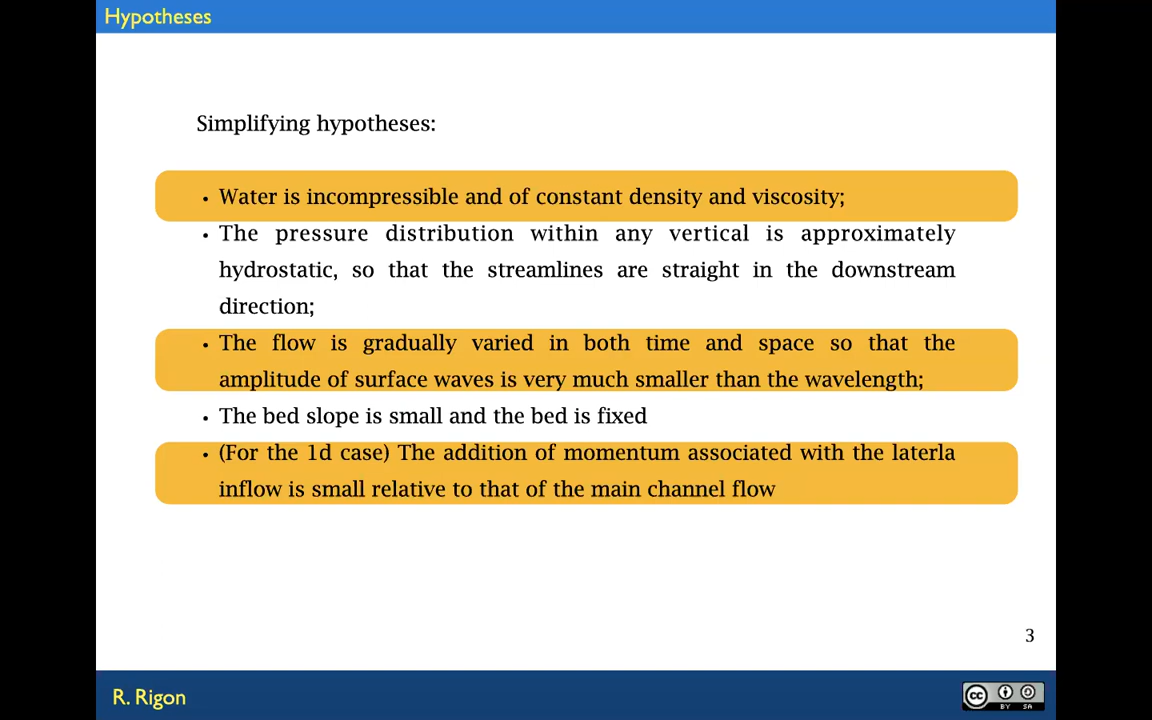 Hypotheses
Simplifying hypotheses:
• Water is incompressible and of constant density and viscosity;
• The pressure distribution within any vertical is approximately
hydrostatic, so that the streamlines are straight in the downstream
direction;
• The flow is gradually varied in both time and space so that the
amplitude of surface waves is very much smaller than the wavelength;
• The bed slope is small and the bed is fixed
• (For the 1d case) The addition of momentum associated with the laterla
inflow is small relative to that of the main channel flow
3
R. Rigon
cc
BY SA